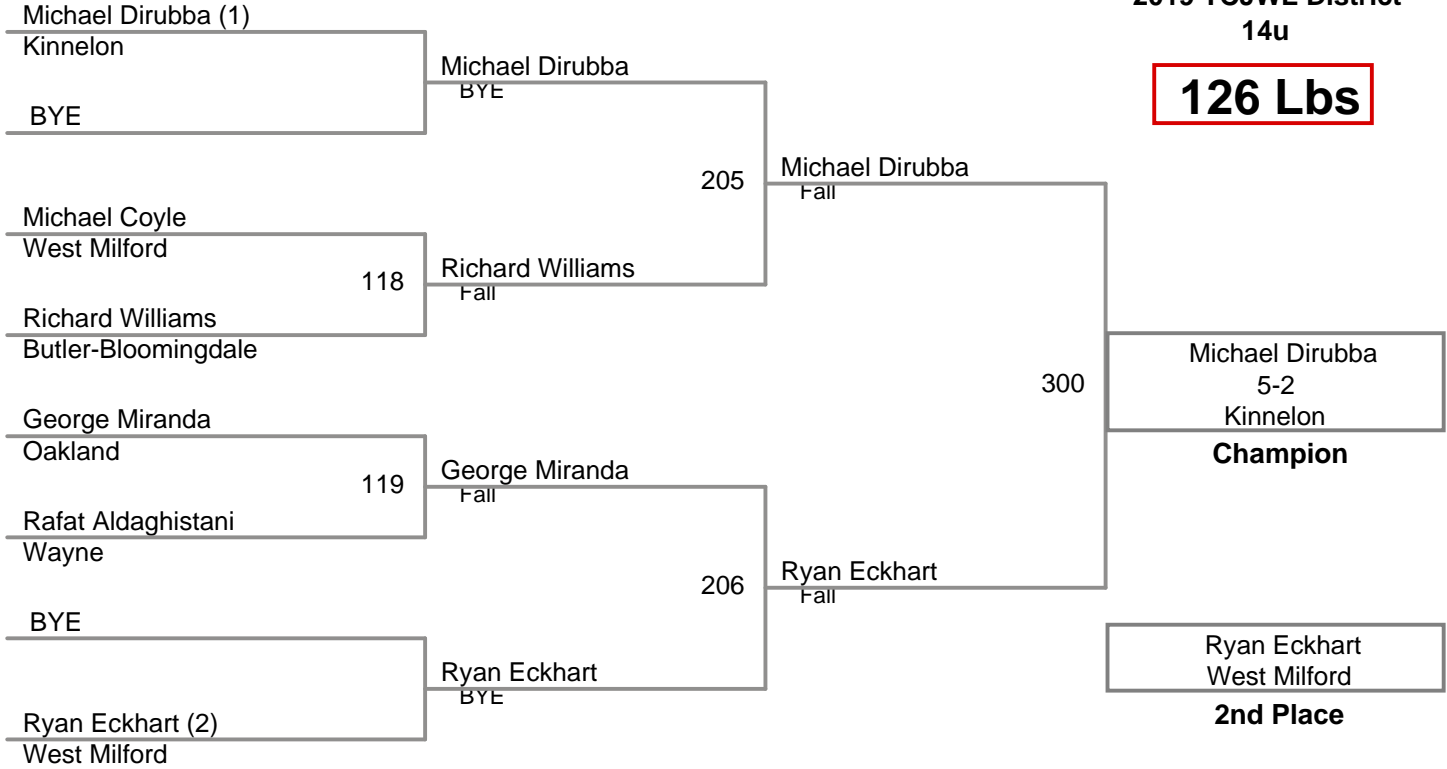 14u
126 Lbs
Michael Dirubba (1)
Kinnelon
BYE
Michael Coyle
West Milford
118
Richard Williams
Butler-Bloomingdale
George Miranda
Oakland
119
Rafat Aldaghistani
Wayne
BYE
Ryan Eckhart (2)
West Milford
Michael Dirubba
BYE
205
Richard Williams
Fall
George Miranda
Fall
206
Ryan Eckhart
BYE
Michael Dirubba
Fall
300
Ryan Eckhart
Fall
Michael Dirubba
5-2
Kinnelon
Champion
Ryan Eckhart
West Milford
2nd Place